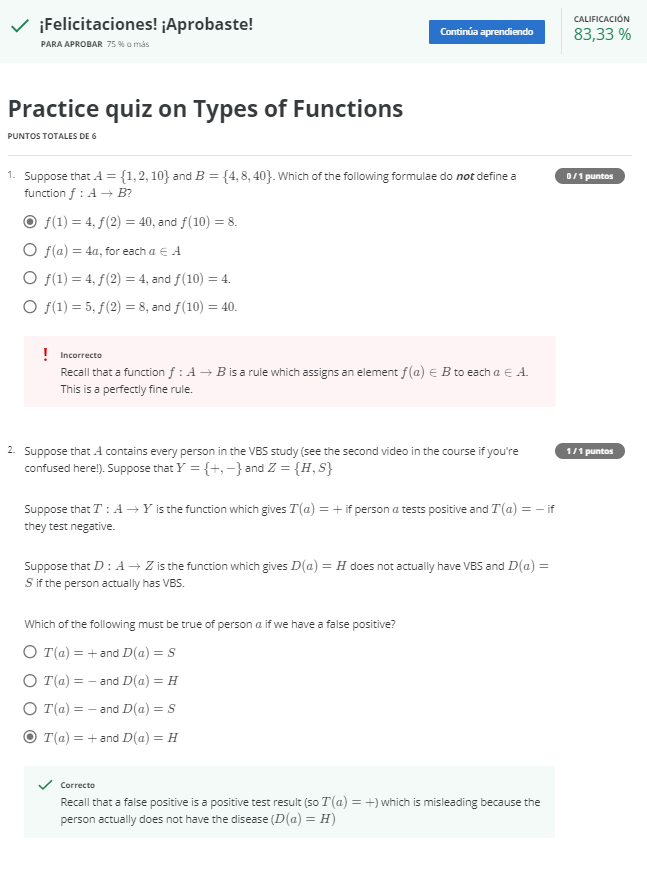 ¡Felicitaciones! ¡Aprobaste!
PARA APROBAR 75 % o más
Continúa aprendiendo
CALIFICACIÓN
83,33 %
Practice quiz on Types of Functions
PUNTOS TOTALES DE 6
1. Suppose that A = {1, 2, 10} and B = {4, 8, 40}. Which of the following formulae do not define a
function f : A → B?
0 / 1 puntos
f(1) = 4, f(2) = 40, and f(10) = 8.
f(a) = 4a, for each a ∈ A
f(1) = 4, f(2) = 4, and f(10) = 4.
f(1) = 5, f(2) = 8, and f(10) = 40.
! Incorrecto
Recall that a function f : A → B is a rule which assigns an element f(a) ∈ B to each a ∈ A.
This is a perfectly fine rule.
2. Suppose that A contains every person in the VBS study (see the second video in the course if you're
confused here!). Suppose that Y = {+, −} and Z = {H, S}
1 / 1 puntos
Suppose that T : A → Y is the function which gives T(a) = + if person a tests positive and T(a) = − if
they test negative.
Suppose that D : A → Z is the function which gives D(a) = H does not actually have VBS and D(a) =
S if the person actually has VBS.
Which of the following must be true of person a if we have a false positive?
T(a) = + and D(a) = S
T(a) = − and D(a) = H
T(a) = − and D(a) = S
T(a) = + and D(a) = H
Correcto
Recall that a false positive is a positive test result (so T(a) = +) which is misleading because the
person actually does not have the disease (D(a) = H)